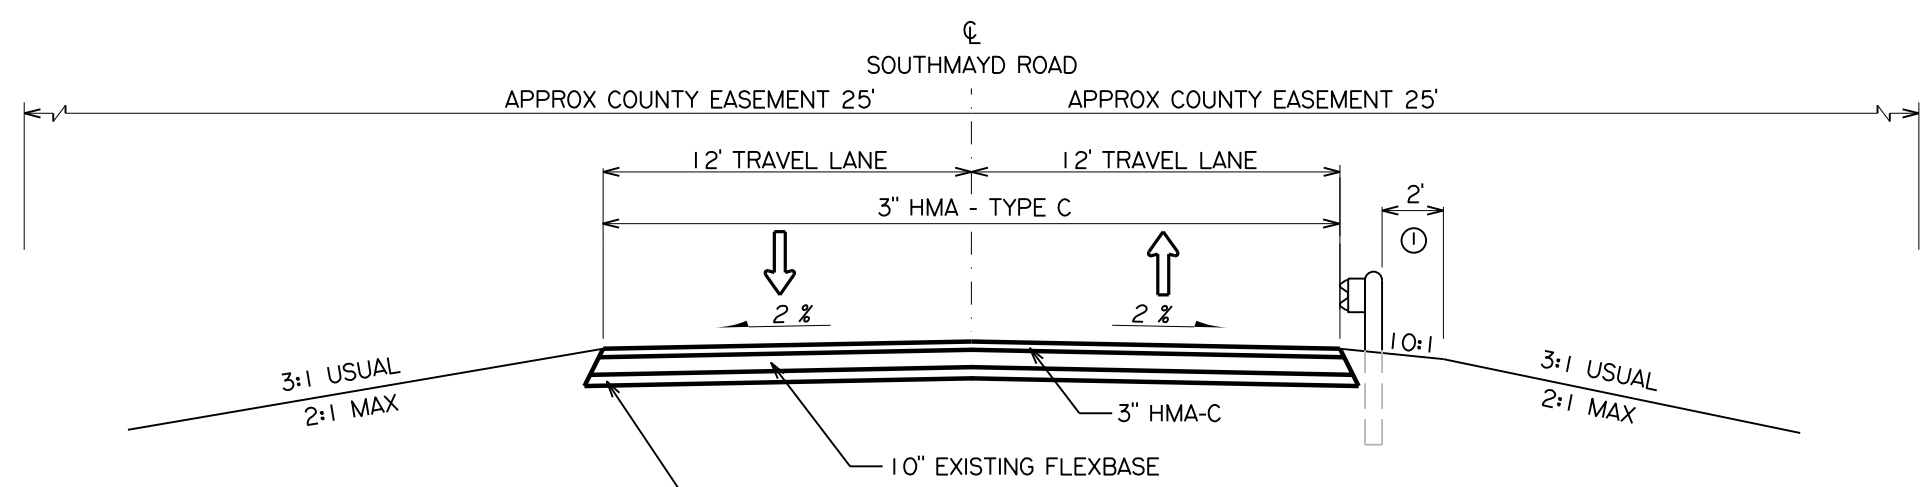 ℄
SOUTHMAYD ROAD
APPROX COUNTY EASEMENT 25' APPROX COUNTY EASEMENT 25'
12' TRAVEL LANE 12' TRAVEL LANE
3" HMA - TYPE C
2'
1
2 % 2 %
10:1
3:1 USUAL
2:1 MAX
3:1 USUAL
2:1 MAX
3" HMA-C
10" EXISTING FLEXBASE